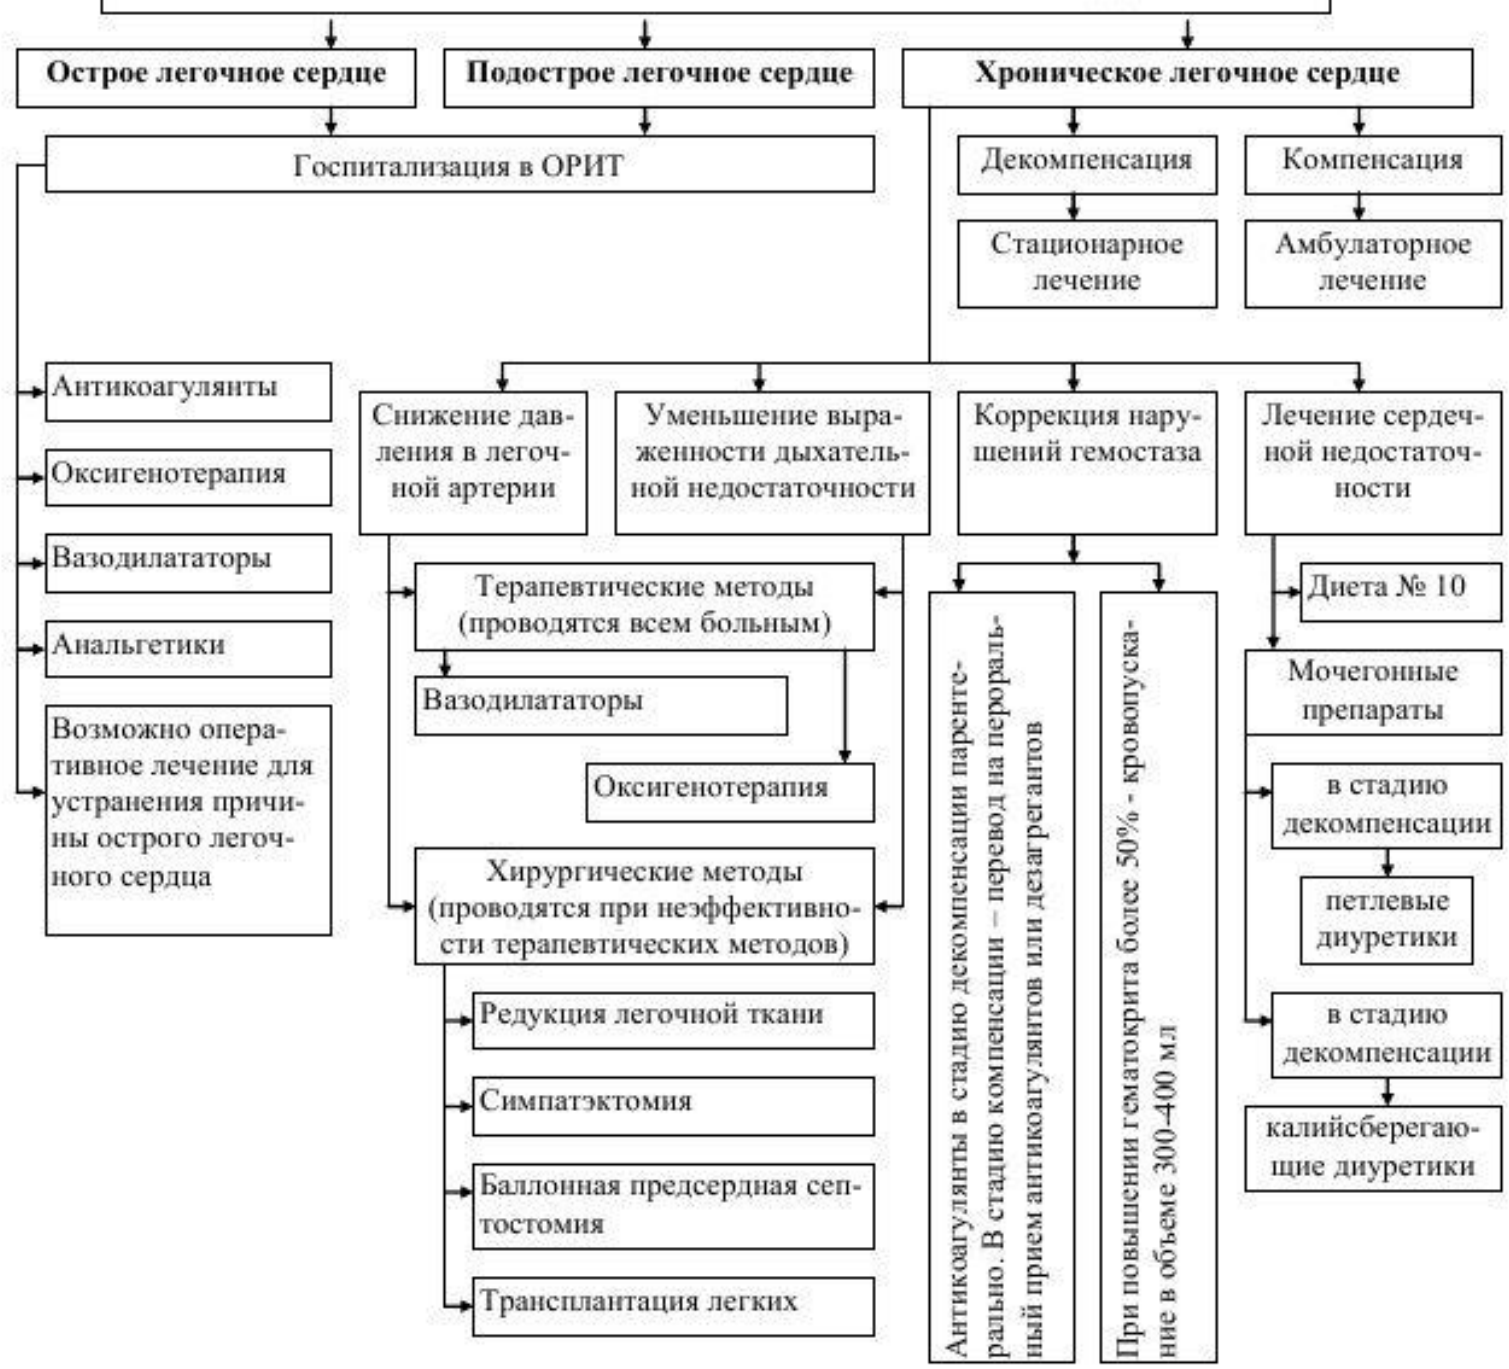 Острое легочное сердце
Подострое легочное сердце
Хроническое легочное сердце
Госпитализация в ОРИТ
Декомпенсация
Компенсация
Стационарное
лечение
Амбулаторное
лечение
Антикоагулянты
Оксигенотерапия
Вазодилататоры
Анальгетики
Возможно опера-
тивное лечение для
устранения причи-
ны острого легоч-
ного сердца
Снижение дав-
ления в легоч-
ной артерии
Уменьшение выра-
женности дыхатель-
ной недостаточности
Коррекция нару-
шений гемостаза
Лечение сердеч-
ной недостаточ-
ности
Терапевтические методы
(проводятся всем больным)
Вазодилататоры
Оксигенотерапия
Хирургические методы
(проводятся при неэффективно-
сти терапевтических методов)
Редукция легочной ткани
Симпатэктомия
Баллонная предсердная сеп-
тостомия
Трансплантация легких
Антикоагулянты в стадию декомпенсации паренте-
рально. В стадию компенсации – перевод на перораль-
ный прием антикоагулянтов или дезагрегантов
При повышении гематокрита более 50% - кровопуска-
ние в объеме 300-400 мл
Диета № 10
Мочегонные
препараты
в стадию
декомпенсации
петлевые
диуретики
в стадию
декомпенсации
калийсберегаю-
щие диуретики